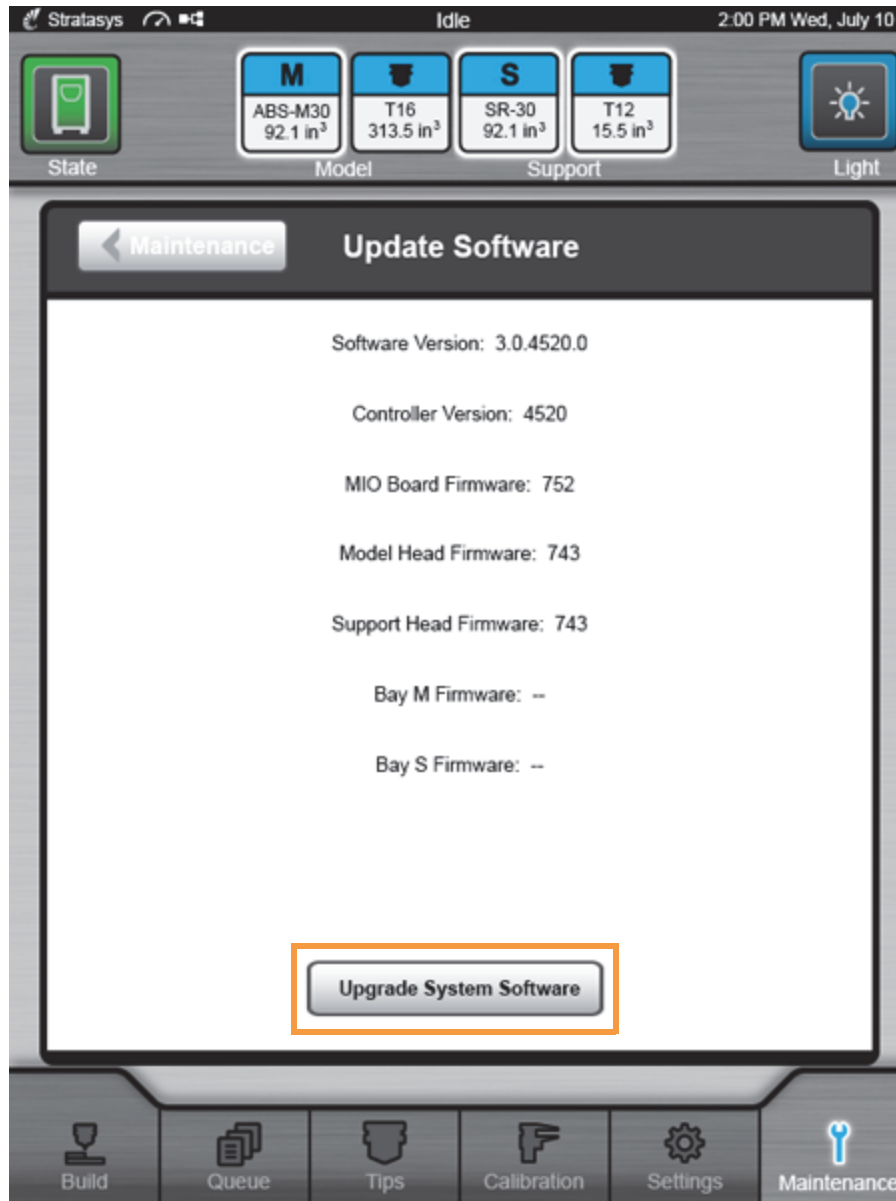 Stratasys Idle 2:00 PM Wed, July 10
M S
ABS-M30 T16 SR-30 T12
92.1 in³ 313.5 in³ 92.1 in³ 15.5 in³
State Model Support Light
Maintenance Update Software
Software Version: 3.0.4520.0
Controller Version: 4520
MIO Board Firmware: 752
Model Head Firmware: 743
Support Head Firmware: 743
Bay M Firmware: --
Bay S Firmware: --
Upgrade System Software
Build Queue Tips Calibration Settings Maintenance